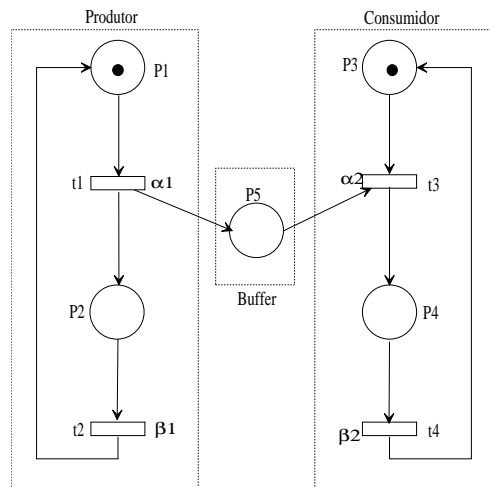 Produtor
Consumidor
P1
P3
t1
α1
α2
t3
P5
P2
P4
Buffer
t2
β1
β2
t4